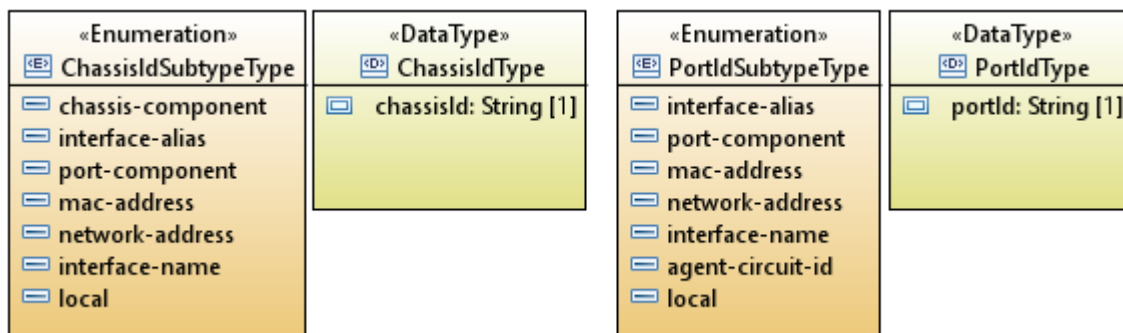 «Enumeration»
ChassisIdSubtypeType
chassis-component
interface-alias
port-component
mac-address
network-address
interface-name
local
«DataType»
ChassisIdType
chassisId: String [1]
«Enumeration»
PortIdSubtypeType
interface-alias
port-component
mac-address
network-address
interface-name
agent-circuit-id
local
«DataType»
PortIdType
portId: String [1]